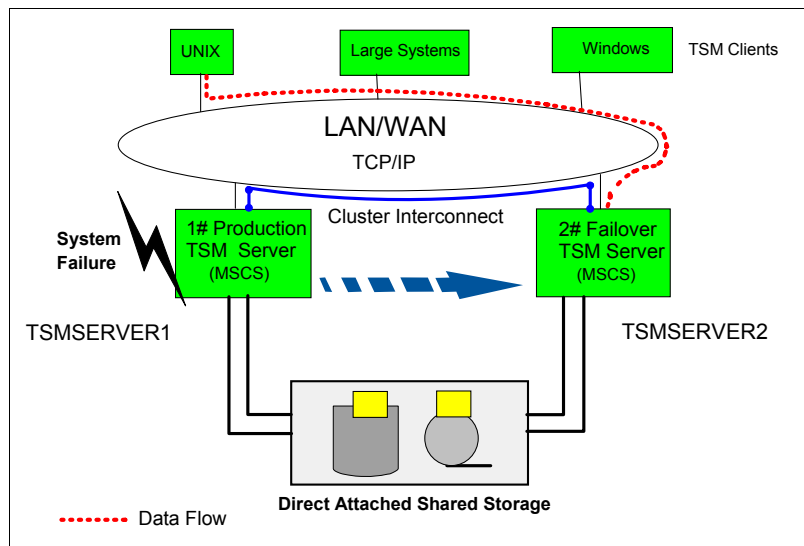 UNIX
Large Systems
Windows
TSM Clients
LAN/WAN
TCP/IP
Cluster Interconnect
System
Failure
1# Production
TSM Server
(MSCS)
2# Failover
TSM Server
(MSCS)
TSMSERVER1
TSMSERVER2
Direct Attached Shared Storage
Data Flow